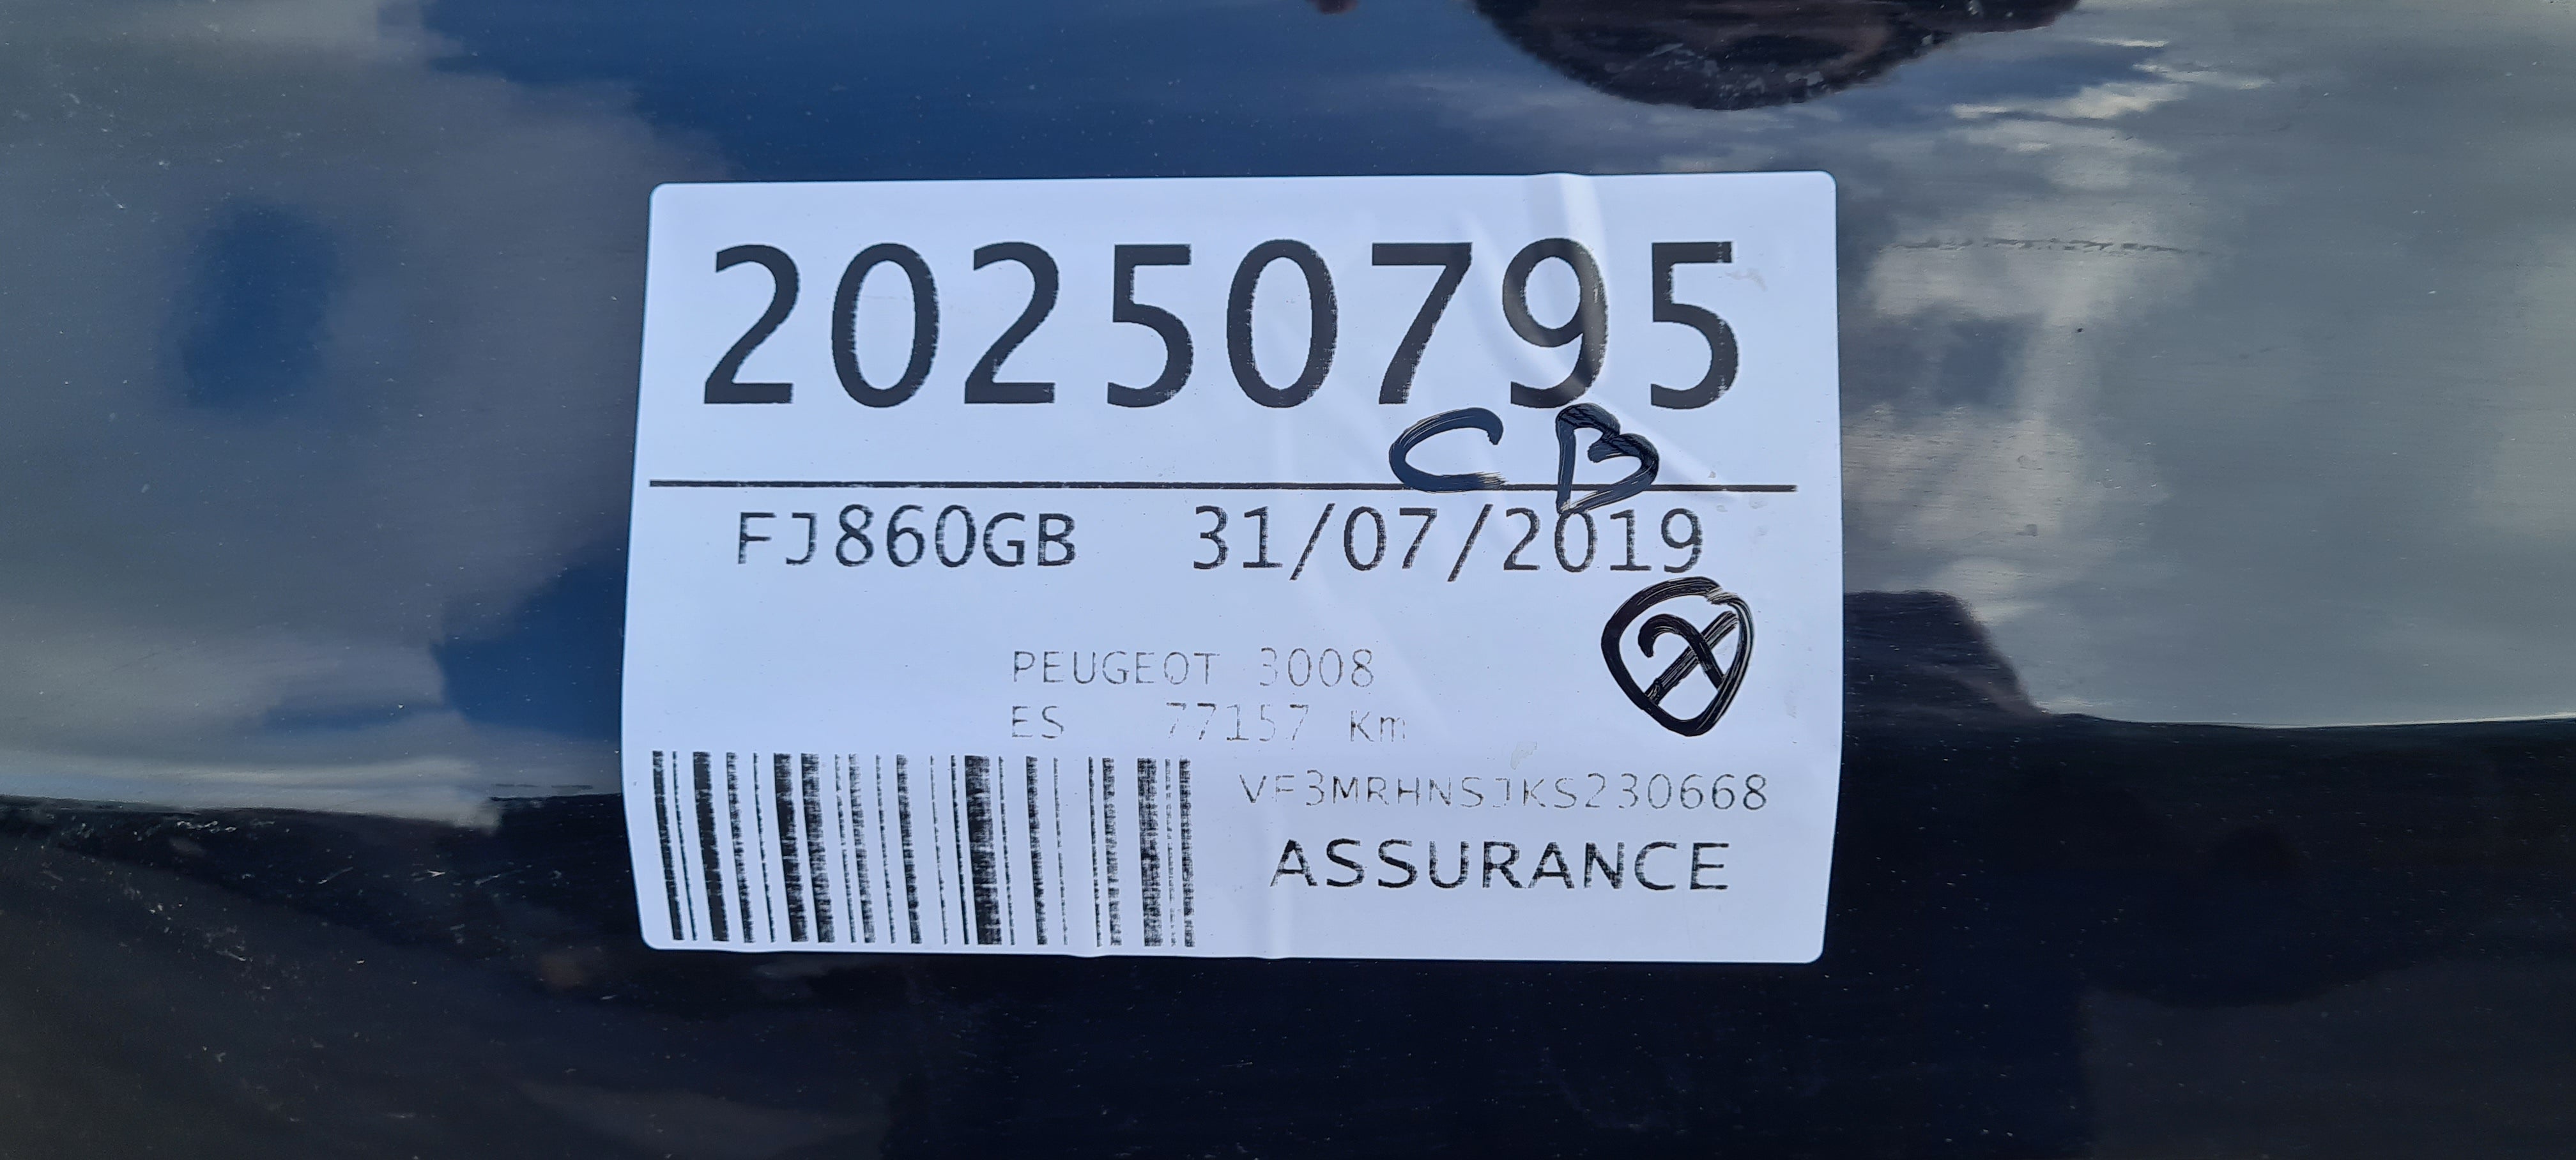 20250795
CB
FJ860GB 31/07/2019
PEUGEOT 3008
ES 77157 Km
VF3MRHNSJKS230668
ASSURANCE